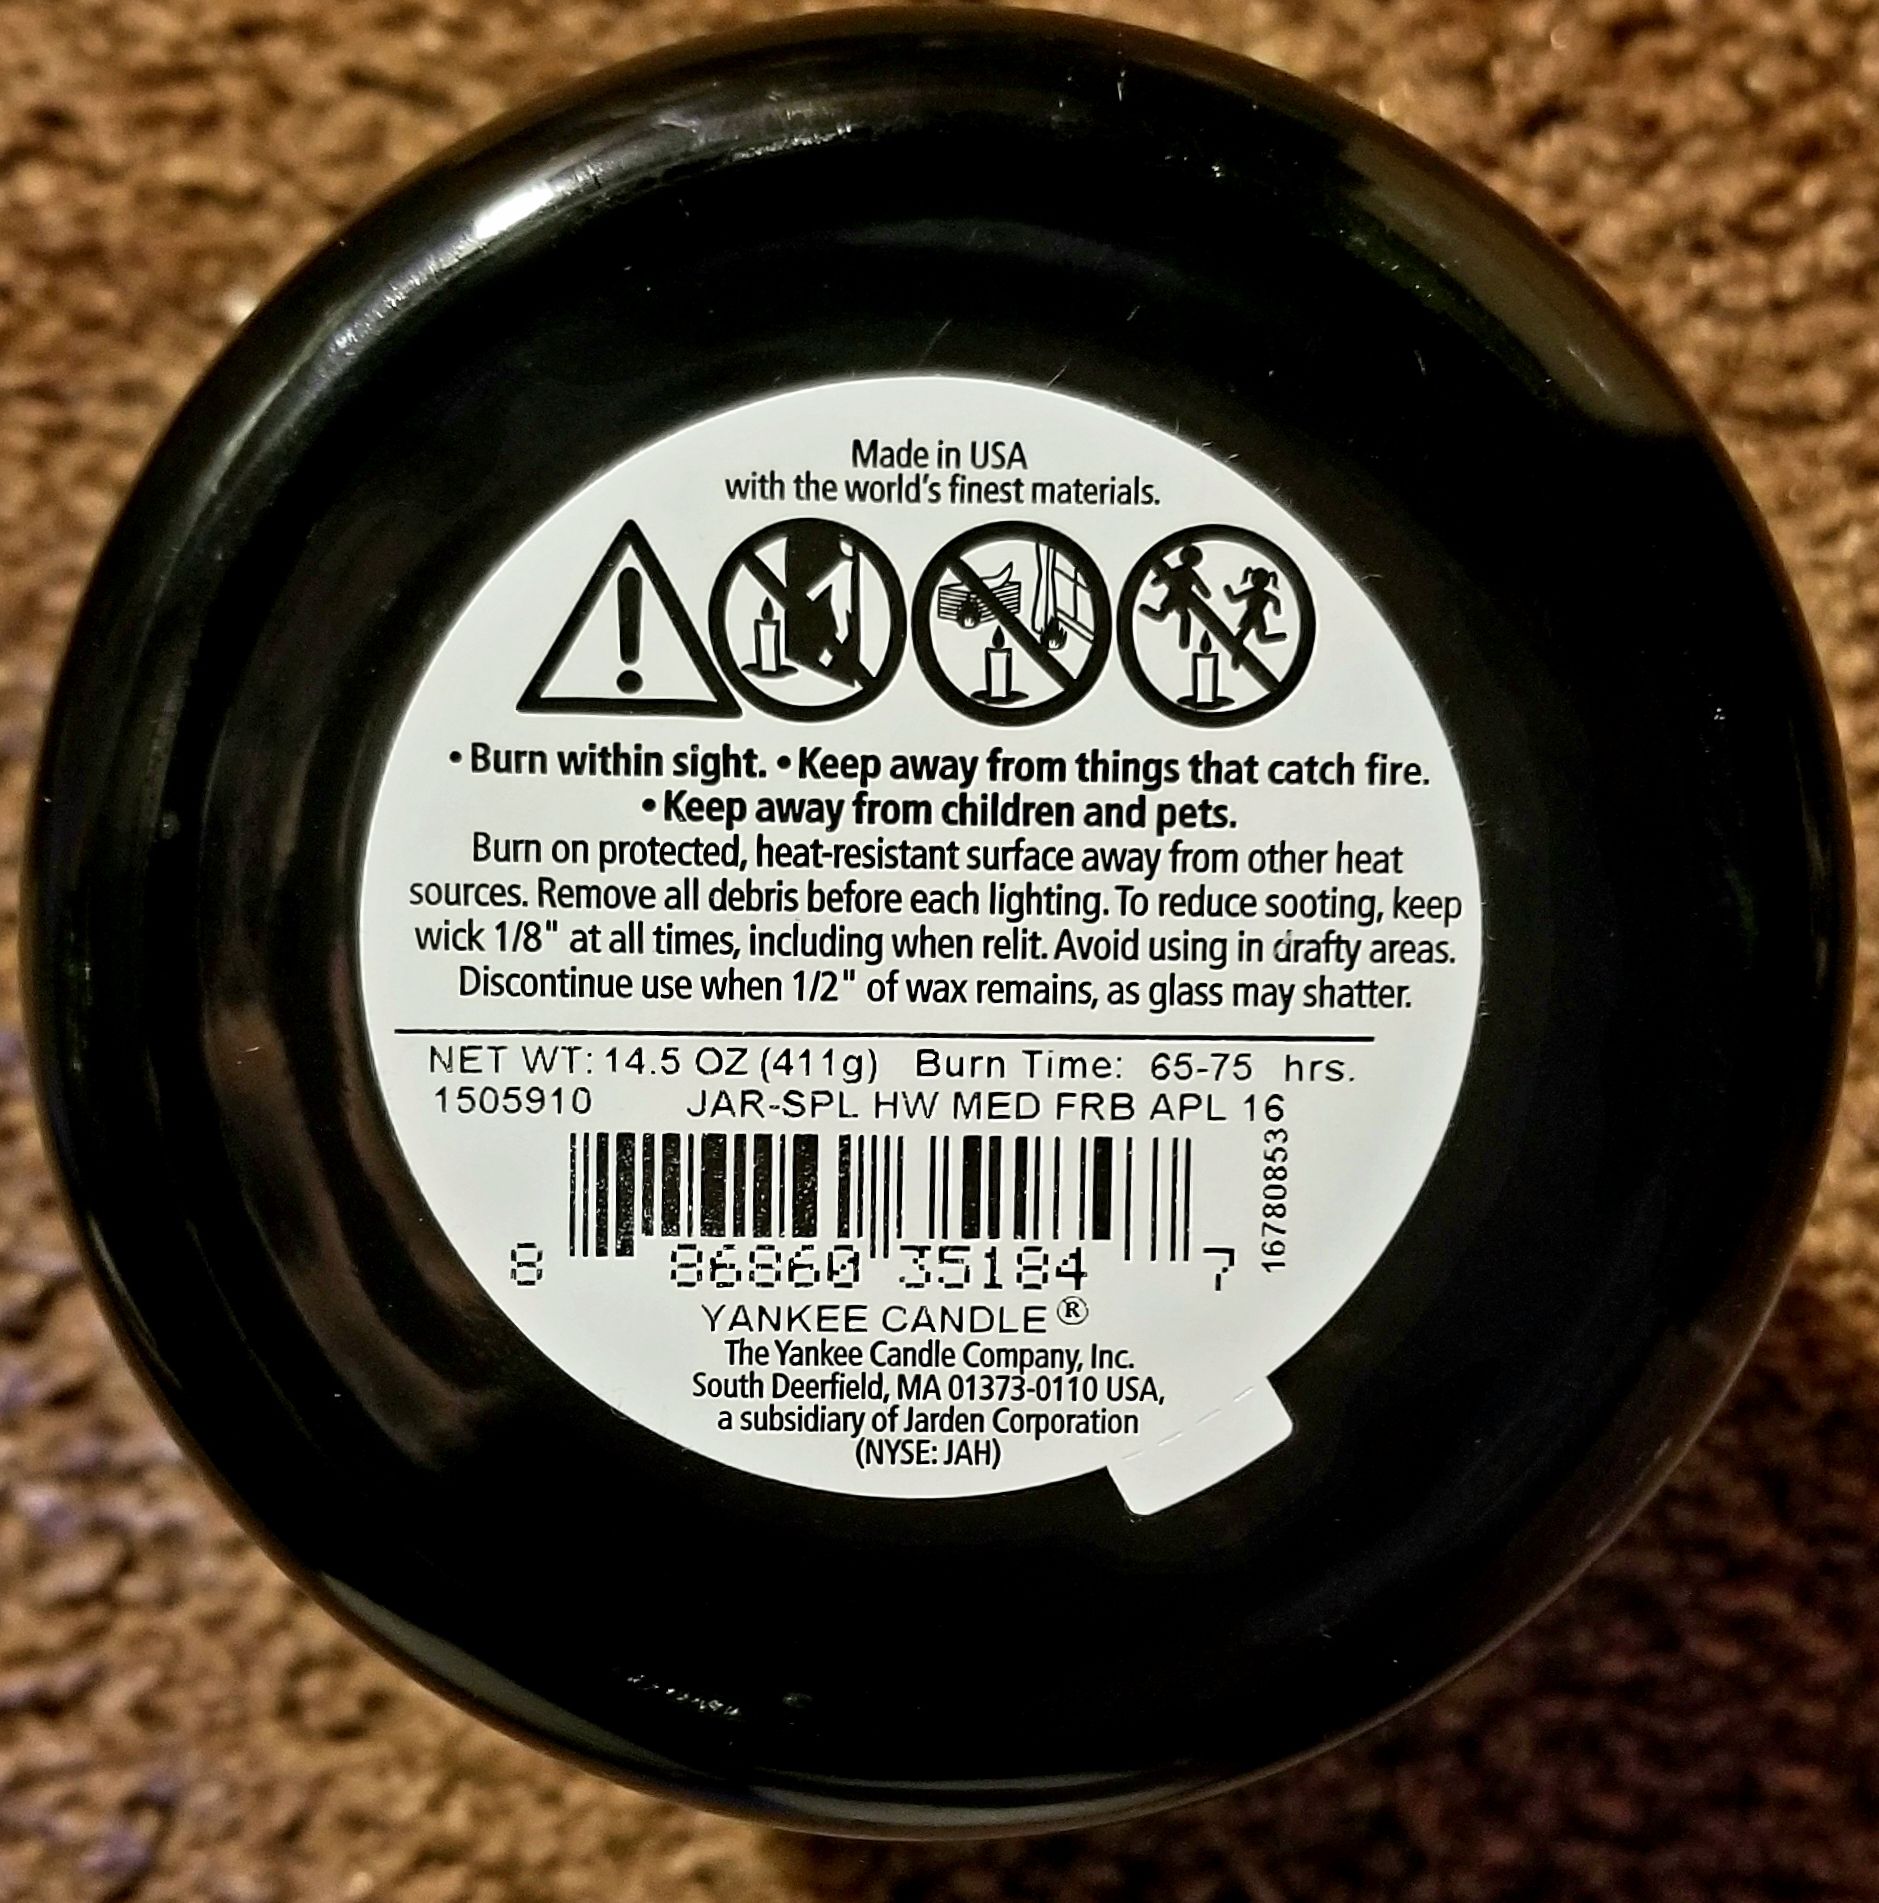 Made in USA
with the world's finest materials.
• Burn within sight. • Keep away from things that catch fire.
• Keep away from children and pets.
Burn on protected, heat-resistant surface away from other heat
sources. Remove all debris before each lighting. To reduce sooting, keep
wick 1/8" at all times, including when relit. Avoid using in drafty areas.
Discontinue use when 1/2" of wax remains, as glass may shatter.
NET WT: 14.5 OZ (411g) Burn Time: 65-75 hrs.
1505910 JAR-SPL HW MED FRB APL 16
167808536
8 86860 35184 7
YANKEE CANDLE®
The Yankee Candle Company, Inc.
South Deerfield, MA 01373-0110 USA,
a subsidiary of Jarden Corporation
(NYSE: JAH)